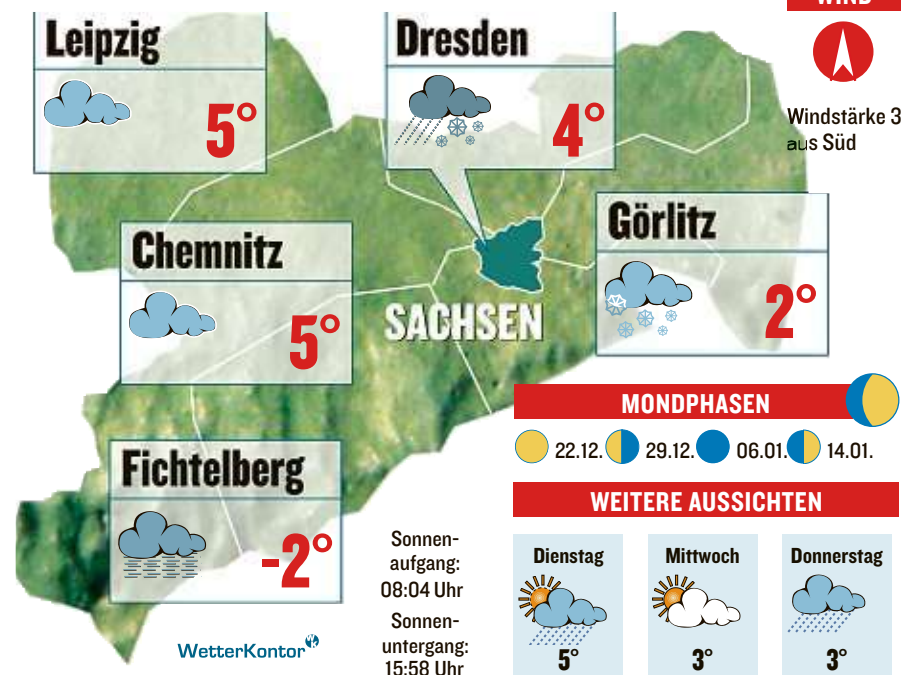 WIND
Windstärke 3
aus Süd
Leipzig
5°
Dresden
4°
Görlitz
2°
Chemnitz
5°
SACHSEN
Fichtelberg
-2°
MONDPHASEN
22.12. 29.12. 06.01. 14.01.
WEITERE AUSSICHTEN
Dienstag
5°
Mittwoch
3°
Donnerstag
3°
Sonnen-
aufgang:
08:04 Uhr
Sonnen-
untergang:
15:58 Uhr
WetterKontor